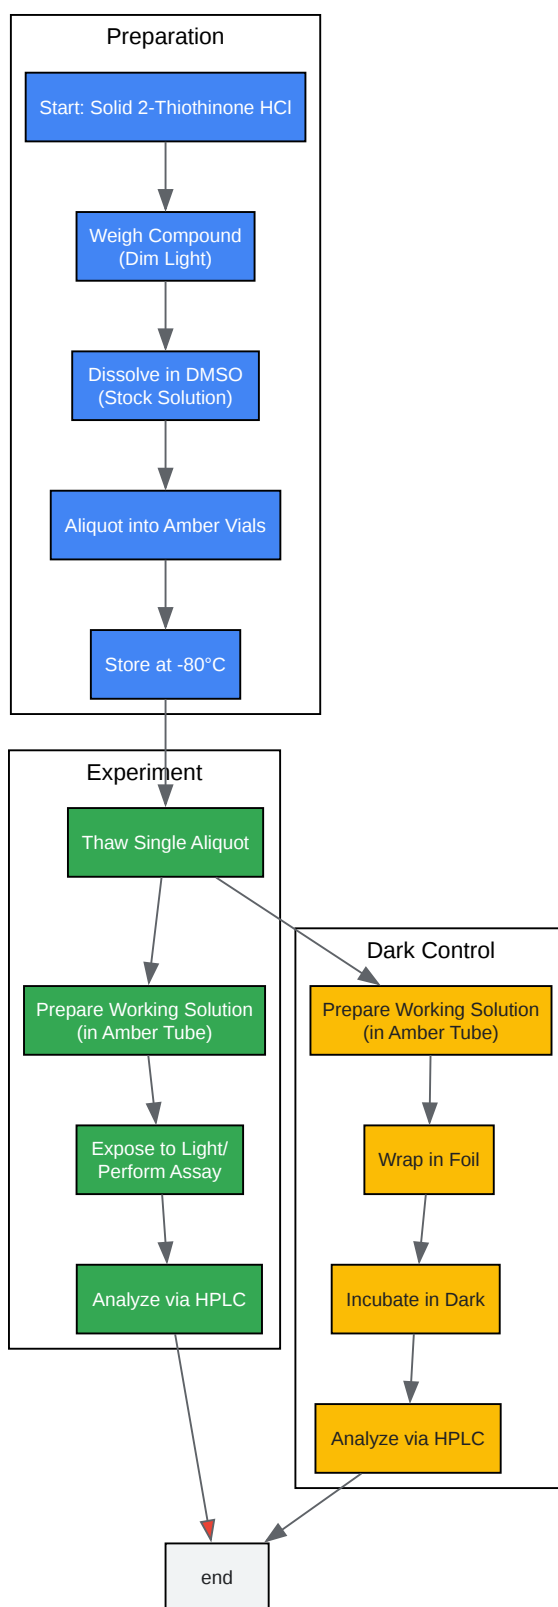 Preparation
Start: Solid 2-Thiothinone HCl
Weigh Compound
(Dim Light)
Dissolve in DMSO
(Stock Solution)
Aliquot into Amber Vials
Store at -80°C
Experiment
Thaw Single Aliquot
Prepare Working Solution
(in Amber Tube)
Expose to Light/
Perform Assay
Analyze via HPLC
Dark Control
Prepare Working Solution
(in Amber Tube)
Wrap in Foil
Incubate in Dark
Analyze via HPLC
end